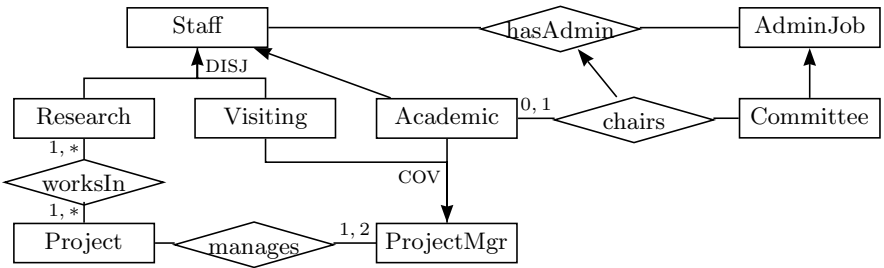 Staff
hasAdmin
AdminJob
DISJ
Research
Visiting
Academic
0, 1
chairs
Committee
1, ∗
COV
worksIn
1, ∗
Project
manages
1, 2
ProjectMgr